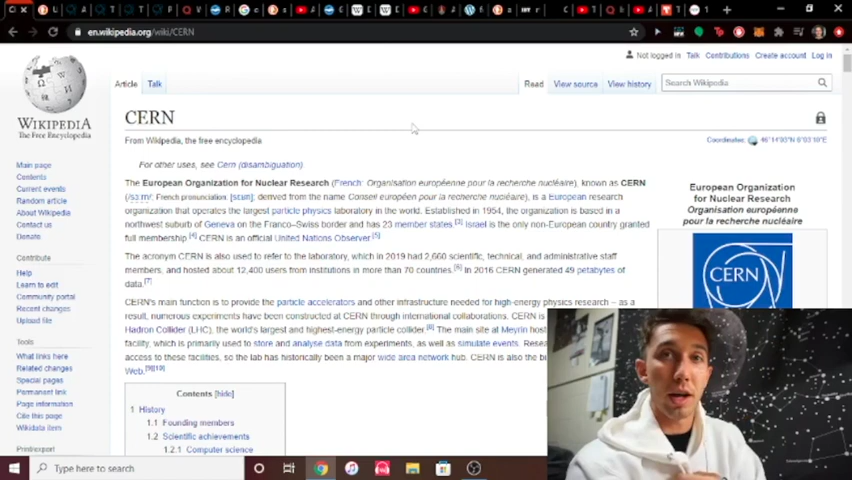 en.wikipedia.org/wiki/CERN
Not logged in Talk Contributions Create account Log in
Article Talk Read View source View history Search Wikipedia
WIKIPEDIA
The Free Encyclopedia
CERN
From Wikipedia, the free encyclopedia
Coordinates:
For other uses, see Cern (disambiguation).
The European Organization for Nuclear Research (French: Organisation européenne pour la recherche nucléaire), known as CERN
French pronunciation: derived from the name Conseil européen pour la recherche nucléaire), is a European research
organization that operates the largest particle physics laboratory in the world. Established in 1954, the organization is based in a
northwest suburb of Geneva on the Franco–Swiss border and has 23 member states. Israel is the only non-European country granted
full membership.[4] CERN is an official United Nations Observer.[5]
The acronym CERN is also used to refer to the laboratory, which in 2019 had 2,660 scientific, technical, and administrative staff
members, and hosted about 12,400 users from institutions in more than 70 countries.[6] In 2016 CERN generated 49 petabytes of
data.[7]
CERN's main function is to provide the particle accelerators and other infrastructure needed for high-energy physics research – as a
result, numerous experiments have been constructed at CERN through international collaborations. CERN is
Hadron Collider (LHC), the world's largest and highest-energy particle collider.[8] The main site at Meyrin host
facility, which is primarily used to store and analyse data from experiments, as well as simulate events. Resea
access to these facilities, so the lab has historically been a major wide area network hub. CERN is also the b
Web.[9][10]
Contents [hide]
1 History
1.1 Founding members
1.2 Scientific achievements
1.2.1 Computer science
European Organization
for Nuclear Research
Organisation européenne
pour la recherche nucléaire
CERN
Main page
Contents
Current events
Random article
About Wikipedia
Contact us
Donate
Contribute
Help
Learn to edit
Community portal
Recent changes
Upload file
Tools
What links here
Related changes
Special pages
Permanent link
Page information
Cite this page
Wikidata item
Print/export
Type here to search